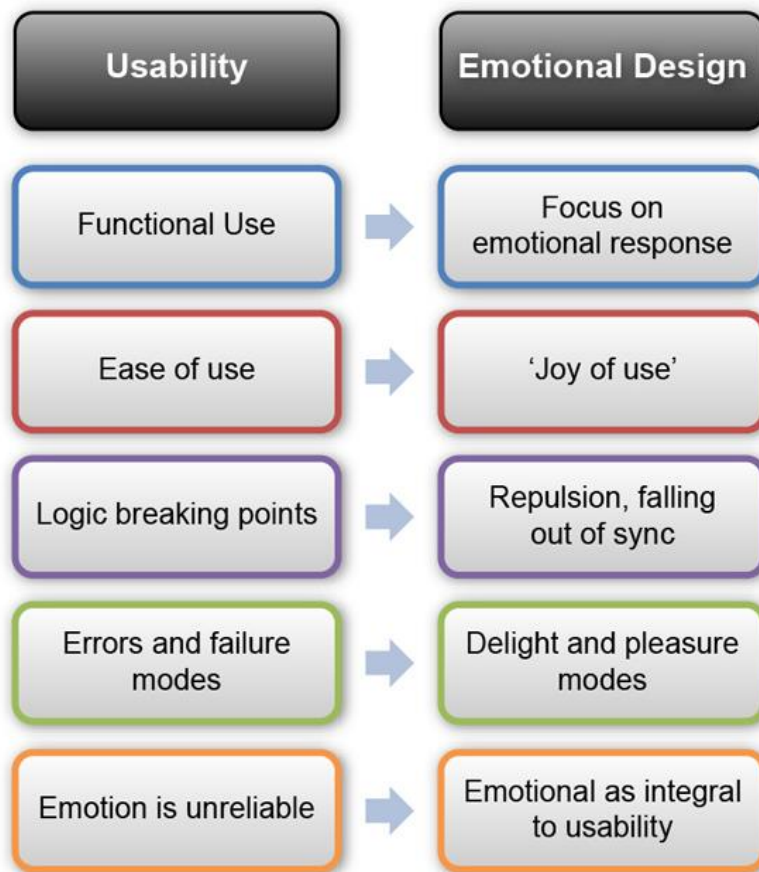 Usability
Emotional Design
Functional Use
Focus on
emotional response
Ease of use
‘Joy of use’
Logic breaking points
Repulsion, falling
out of sync
Errors and failure
modes
Delight and pleasure
modes
Emotion is unreliable
Emotional as integral
to usability